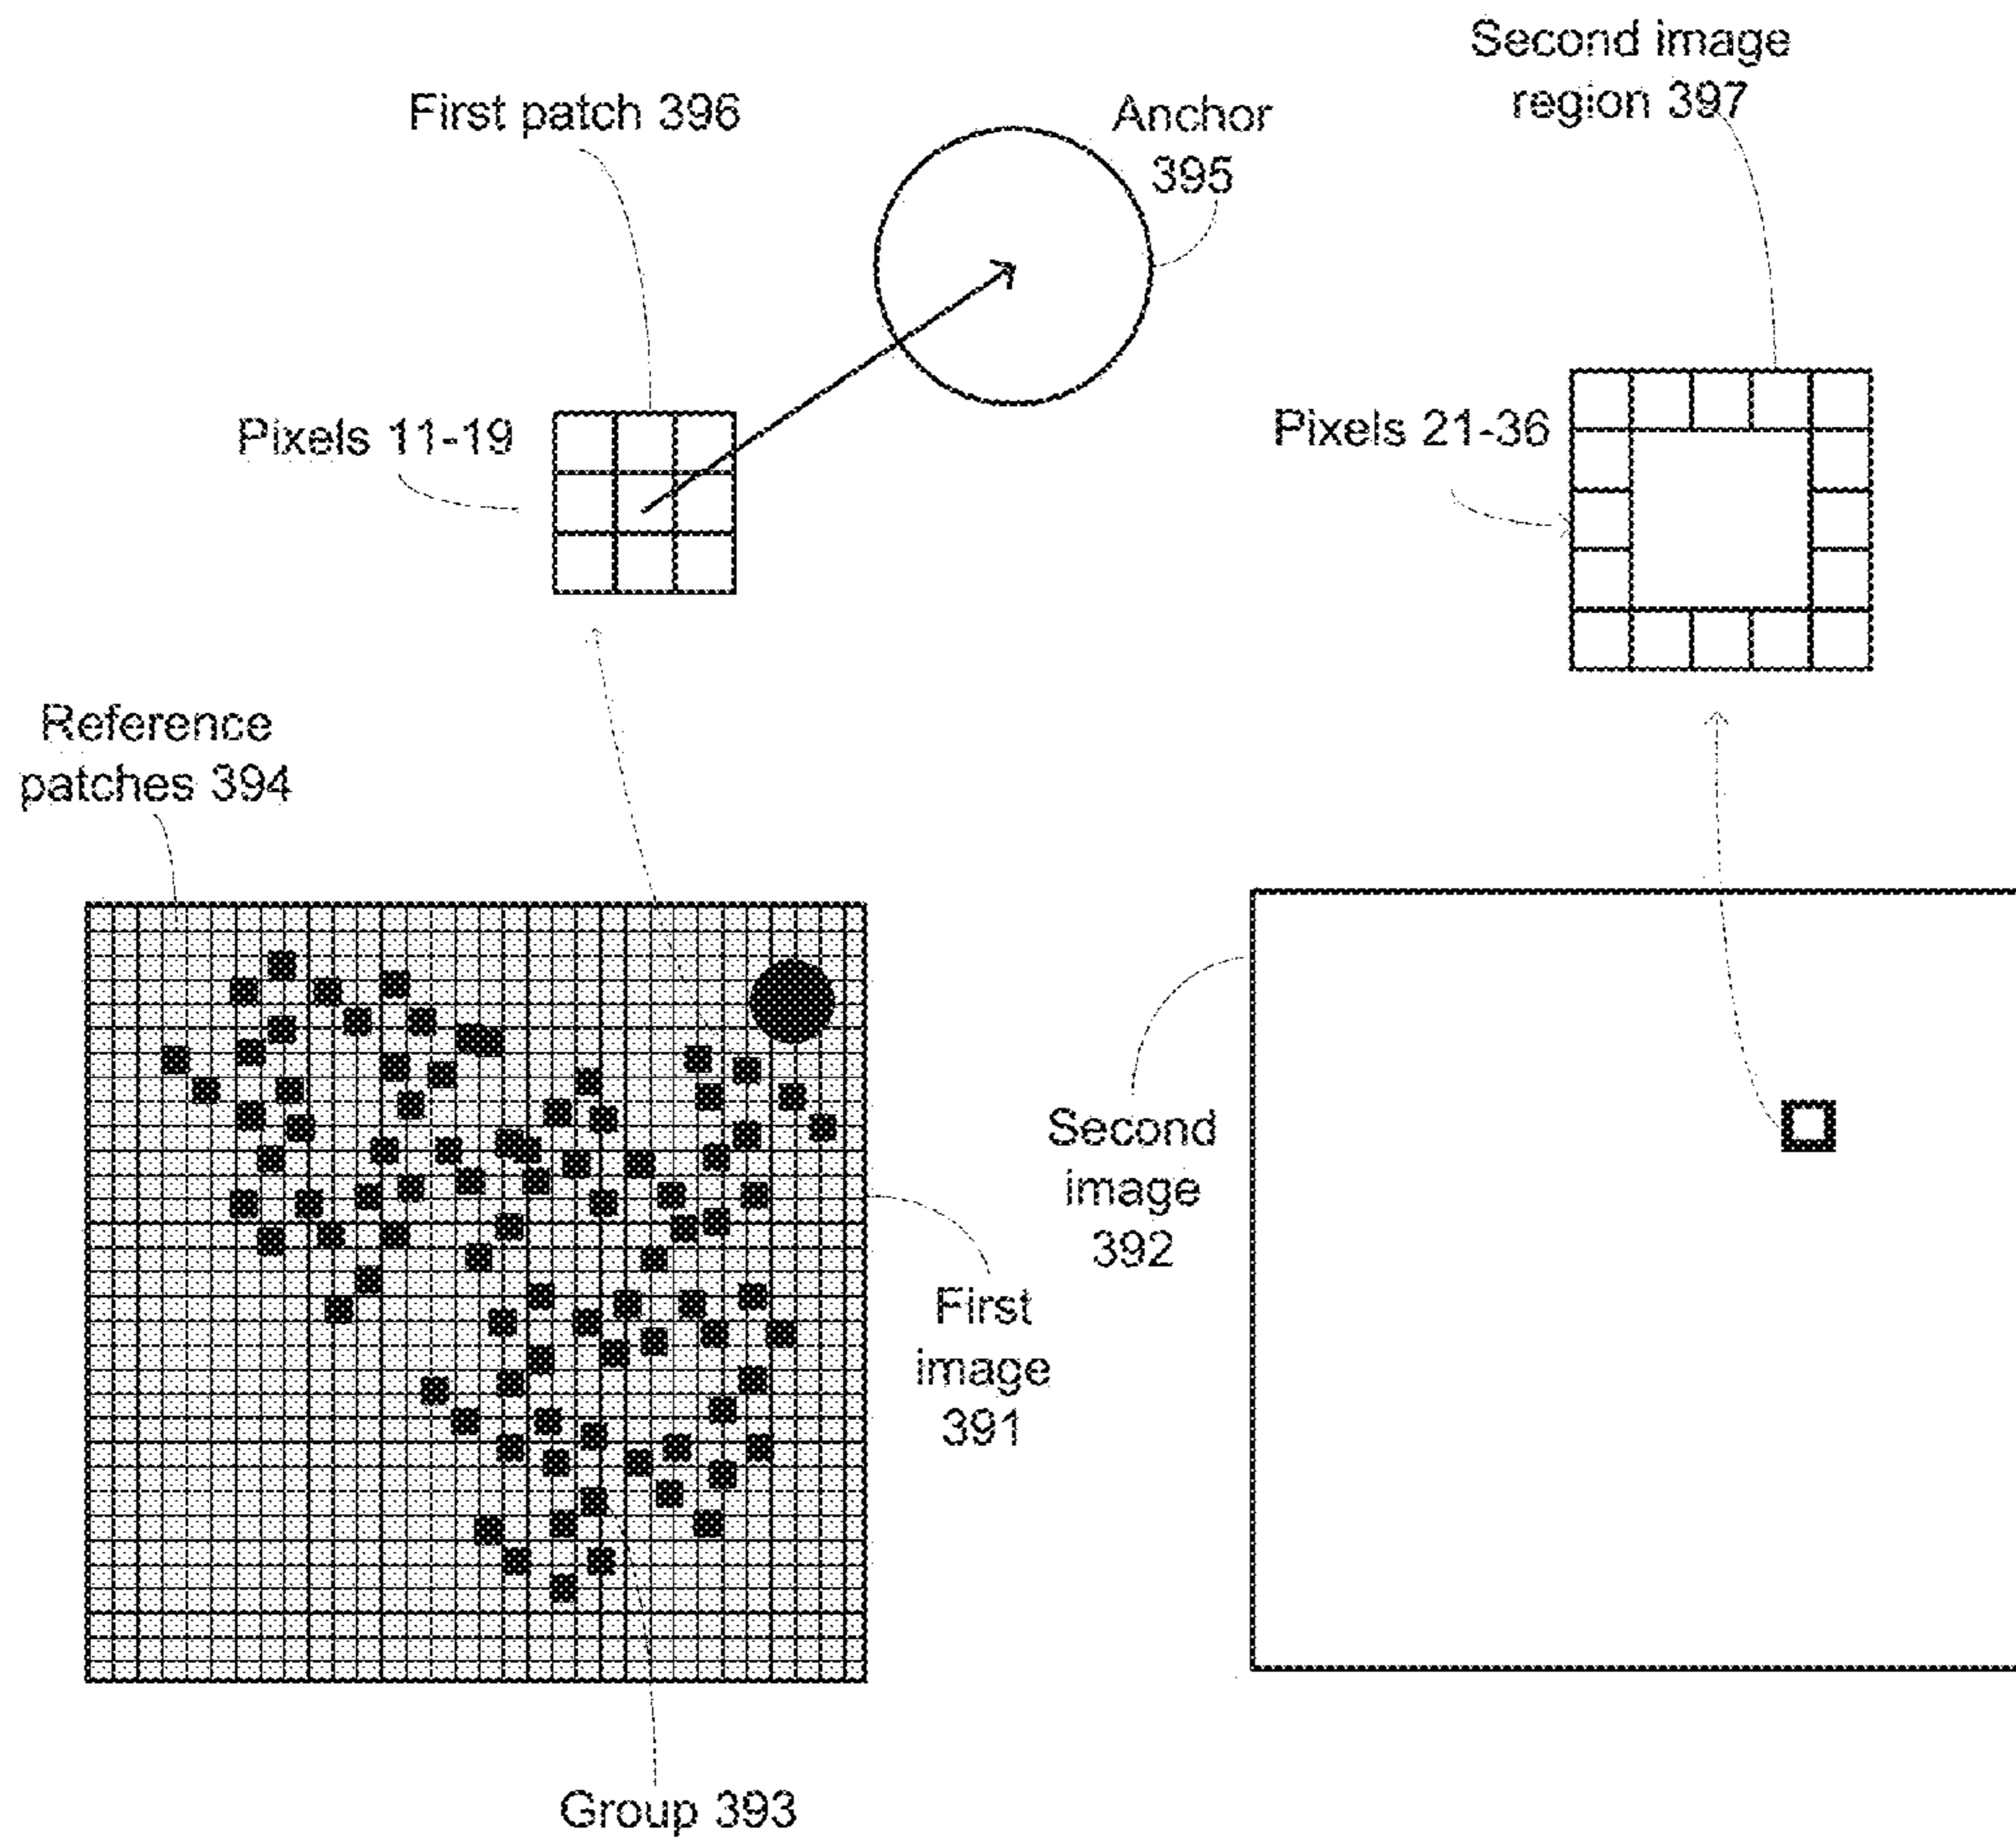 Second image
region 397
First patch 396
Anchor
395
Pixels 11-19
Pixels 21-36
Reference
patches 394
Second
image
392
First
image
391
Group 393